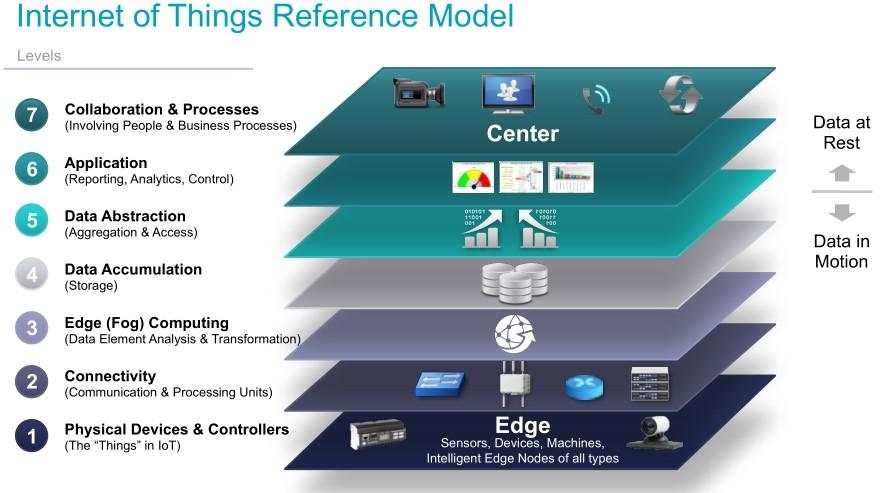 Internet of Things Reference Model
Levels
7
Collaboration & Processes
(Involving People & Business Processes)
6
Application
(Reporting, Analytics, Control)
5
Data Abstraction
(Aggregation & Access)
4
Data Accumulation
(Storage)
3
Edge (Fog) Computing
(Data Element Analysis & Transformation)
2
Connectivity
(Communication & Processing Units)
1
Physical Devices & Controllers
(The “Things” in IoT)
Center
010101
11001
001
Edge
Sensors, Devices, Machines,
Intelligent Edge Nodes of all types
Data at
Rest
Data in
Motion